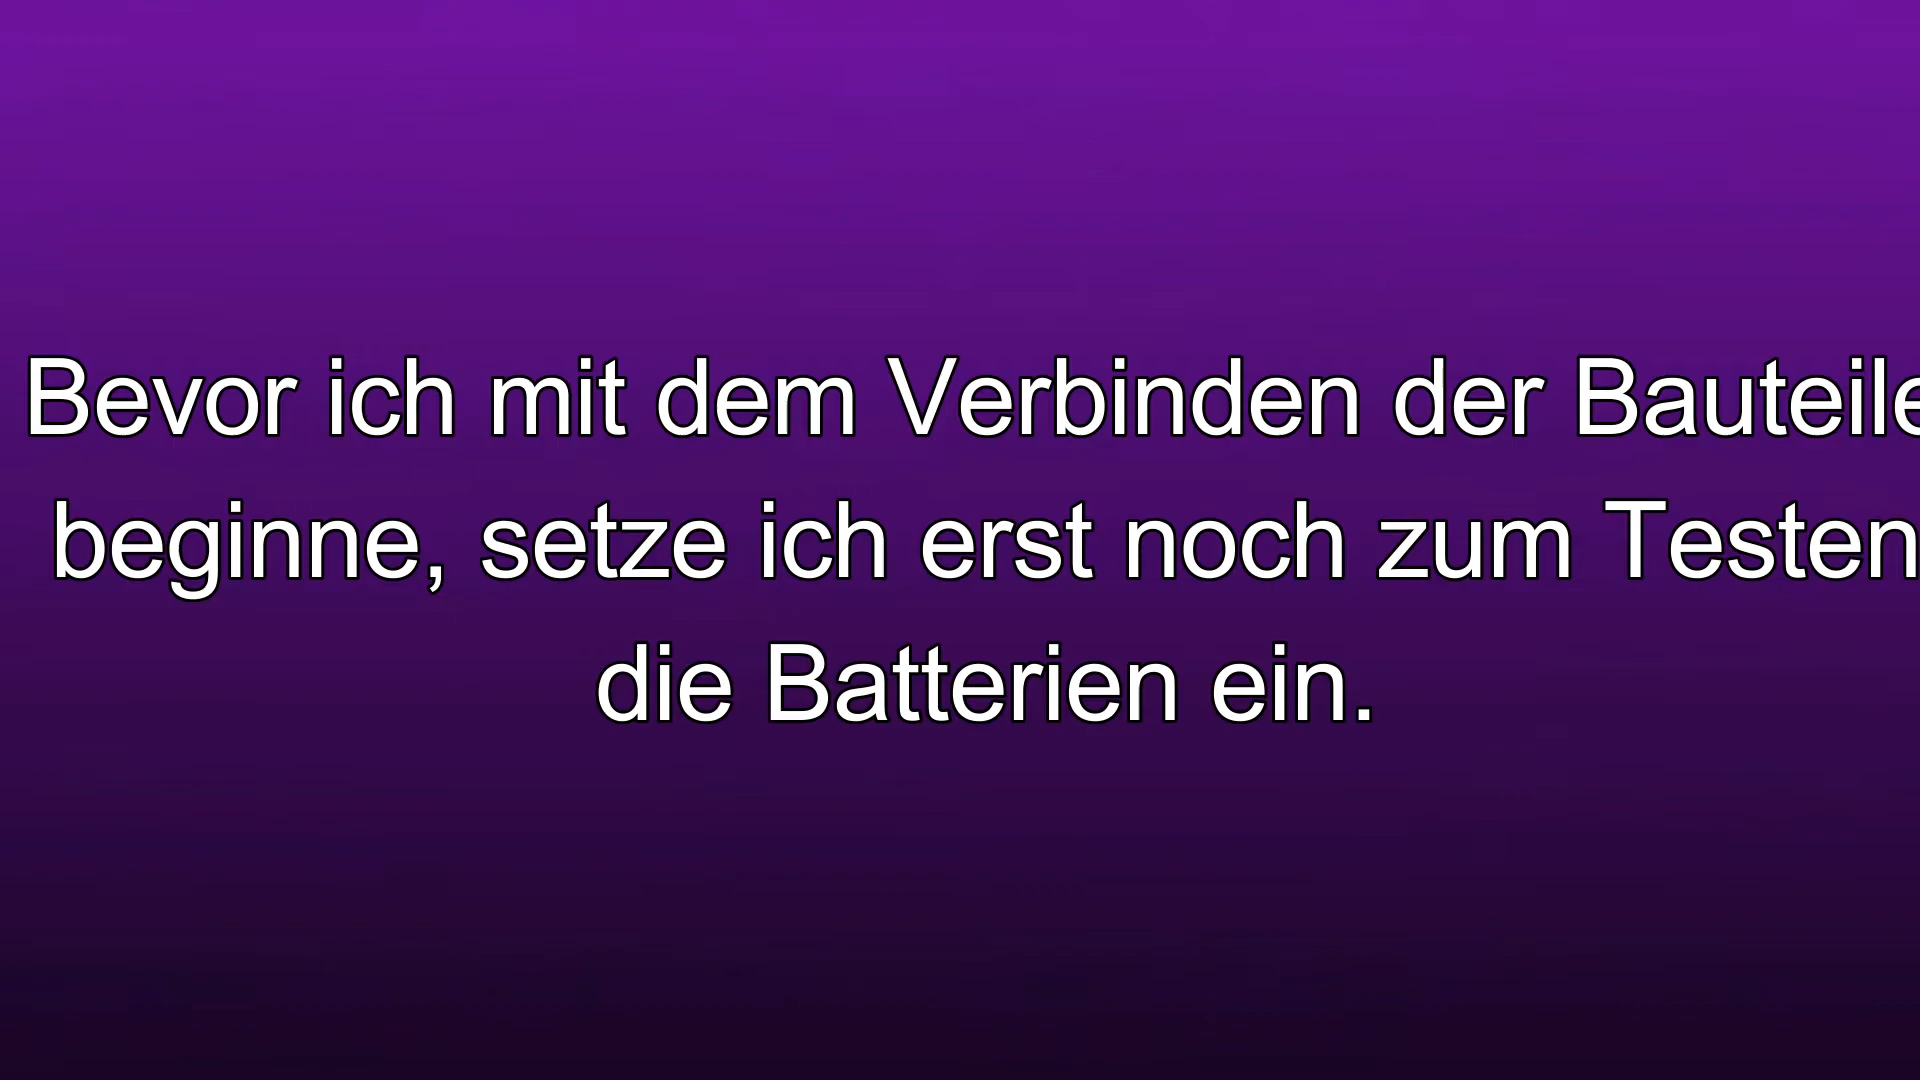 Bevor ich mit dem Verbinden der Bauteile
beginne, setze ich erst noch zum Testen
die Batterien ein.